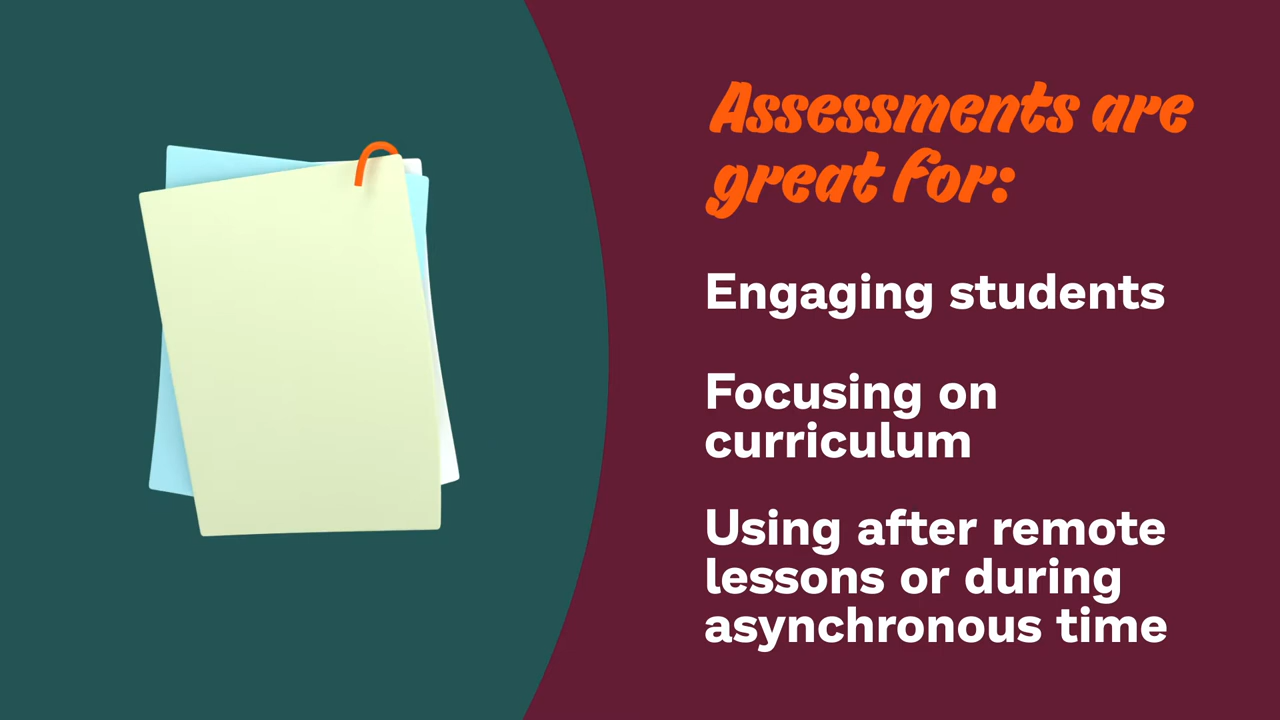 Assessments are
great for:
Engaging students
Focusing on
curriculum
Using after remote
lessons or during
asynchronous time